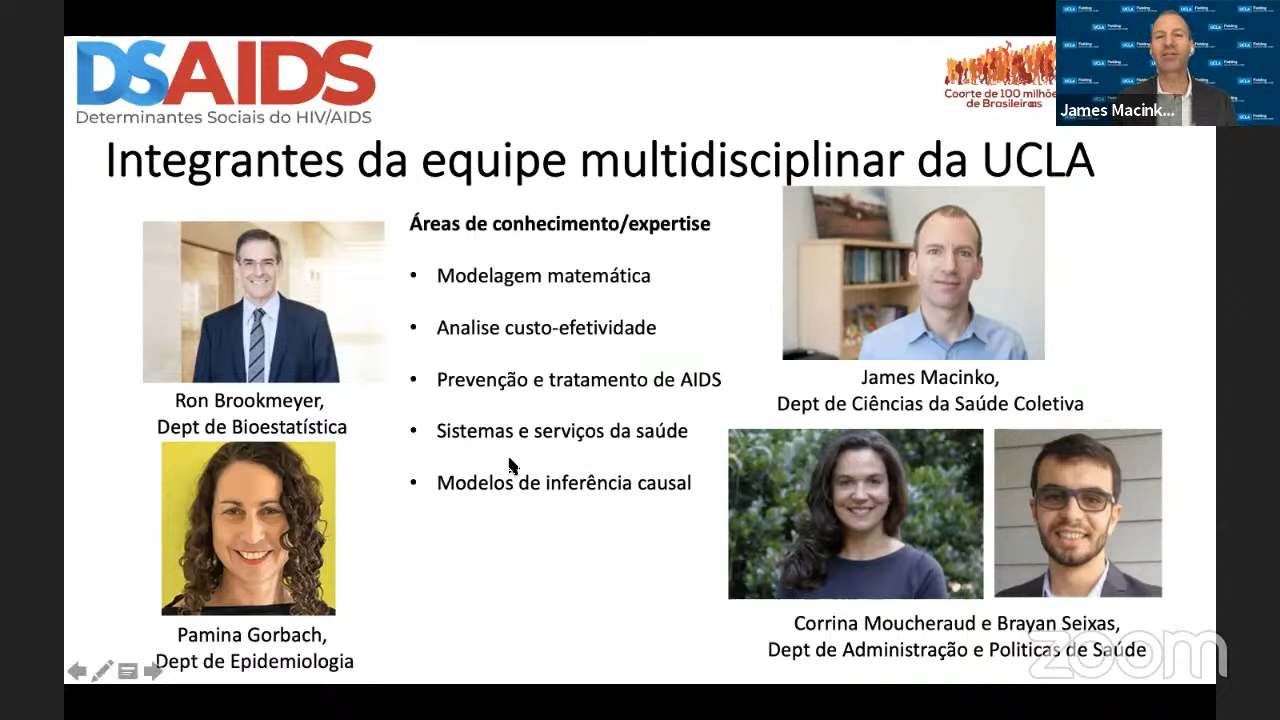 DSAIDS
Determinantes Sociais do HIV/AIDS
Coorte de 100 milhõe
de Brasileiros
James Macink...
Integrantes da equipe multidisciplinar da UCLA
Áreas de conhecimento/expertise
• Modelagem matemática
• Analise custo-efetividade
• Prevenção e tratamento de AIDS
• Sistemas e serviços da saúde
• Modelos de inferência causal
Ron Brookmeyer,
Dept de Bioestatística
James Macinko,
Dept de Ciências da Saúde Coletiva
Pamina Gorbach,
Dept de Epidemiologia
Corrina Moucheraud e Brayan Seixas,
Dept de Administração e Politicas de Saúde
zoom
UCLA Fielding